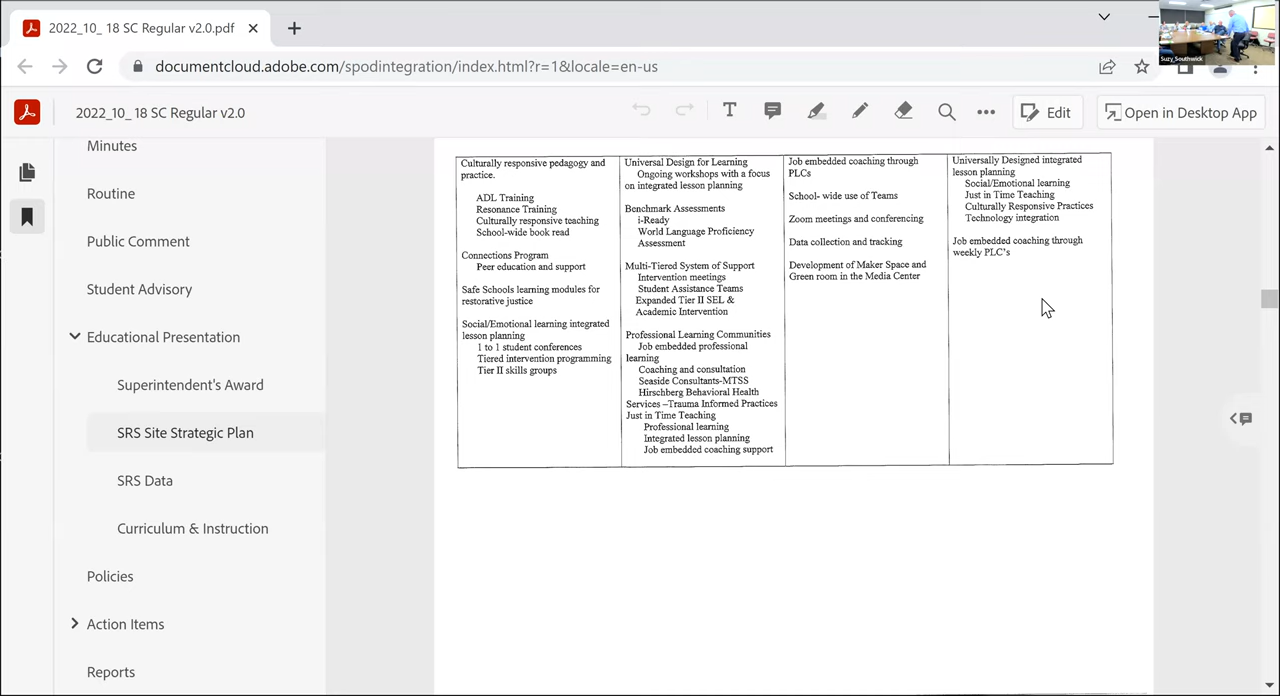 2022_10_ 18 SC Regular v2.0.pdf
Suzy Southwick
documentcloud.adobe.com/spodintegration/index.html?r=1&locale=en-us
2022_10_ 18 SC Regular v2.0
T
Edit
Open in Desktop App
Minutes
Routine
Public Comment
Student Advisory
Educational Presentation
Superintendent's Award
SRS Site Strategic Plan
SRS Data
Curriculum & Instruction
Policies
Action Items
Reports
Culturally responsive pedagogy and
practice.
ADL Training
Resonance Training
Culturally responsive teaching
School-wide book read
Connections Program
Peer education and support
Safe Schools learning modules for
restorative justice
Social/Emotional learning integrated
lesson planning
1 to 1 student conferences
Tiered intervention programming
Tier II skills groups
Universal Design for Learning
Ongoing workshops with a focus
on integrated lesson planning
Benchmark Assessments
i-Ready
World Language Proficiency
Assessment
Multi-Tiered System of Support
Intervention meetings
Student Assistance Teams
Expanded Tier II SEL &
Academic Intervention
Professional Learning Communities
Job embedded professional
learning
Coaching and consultation
Seaside Consultants-MTSS
Hirschberg Behavioral Health
Services –Trauma Informed Practices
Just in Time Teaching
Professional learning
Integrated lesson planning
Job embedded coaching support
Job embedded coaching through
PLCs
School- wide use of Teams
Zoom meetings and conferencing
Data collection and tracking
Development of Maker Space and
Green room in the Media Center
Universally Designed integrated
lesson planning
Social/Emotional learning
Just in Time Teaching
Culturally Responsive Practices
Technology integration
Job embedded coaching through
weekly PLC's